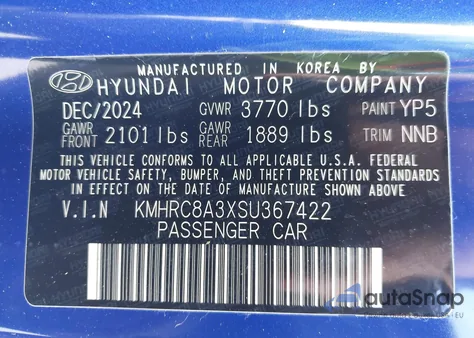 MANUFACTURED IN KOREA BY
HYUNDAI MOTOR COMPANY
DEC/2024 GVWR 3770 lbs PAINT YP5
GAWR FRONT 2101 lbs GAWR REAR 1889 lbs TRIM NNB
THIS VEHICLE CONFORMS TO ALL APPLICABLE U.S.A. FEDERAL
MOTOR VEHICLE SAFETY, BUMPER, AND THEFT PREVENTION
STANDARDS IN EFFECT ON THE DATE OF MANUFACTURE
SHOWN ABOVE.
V.I.N KMHRC8A3XSU367422
PASSENGER CAR
autoSnap